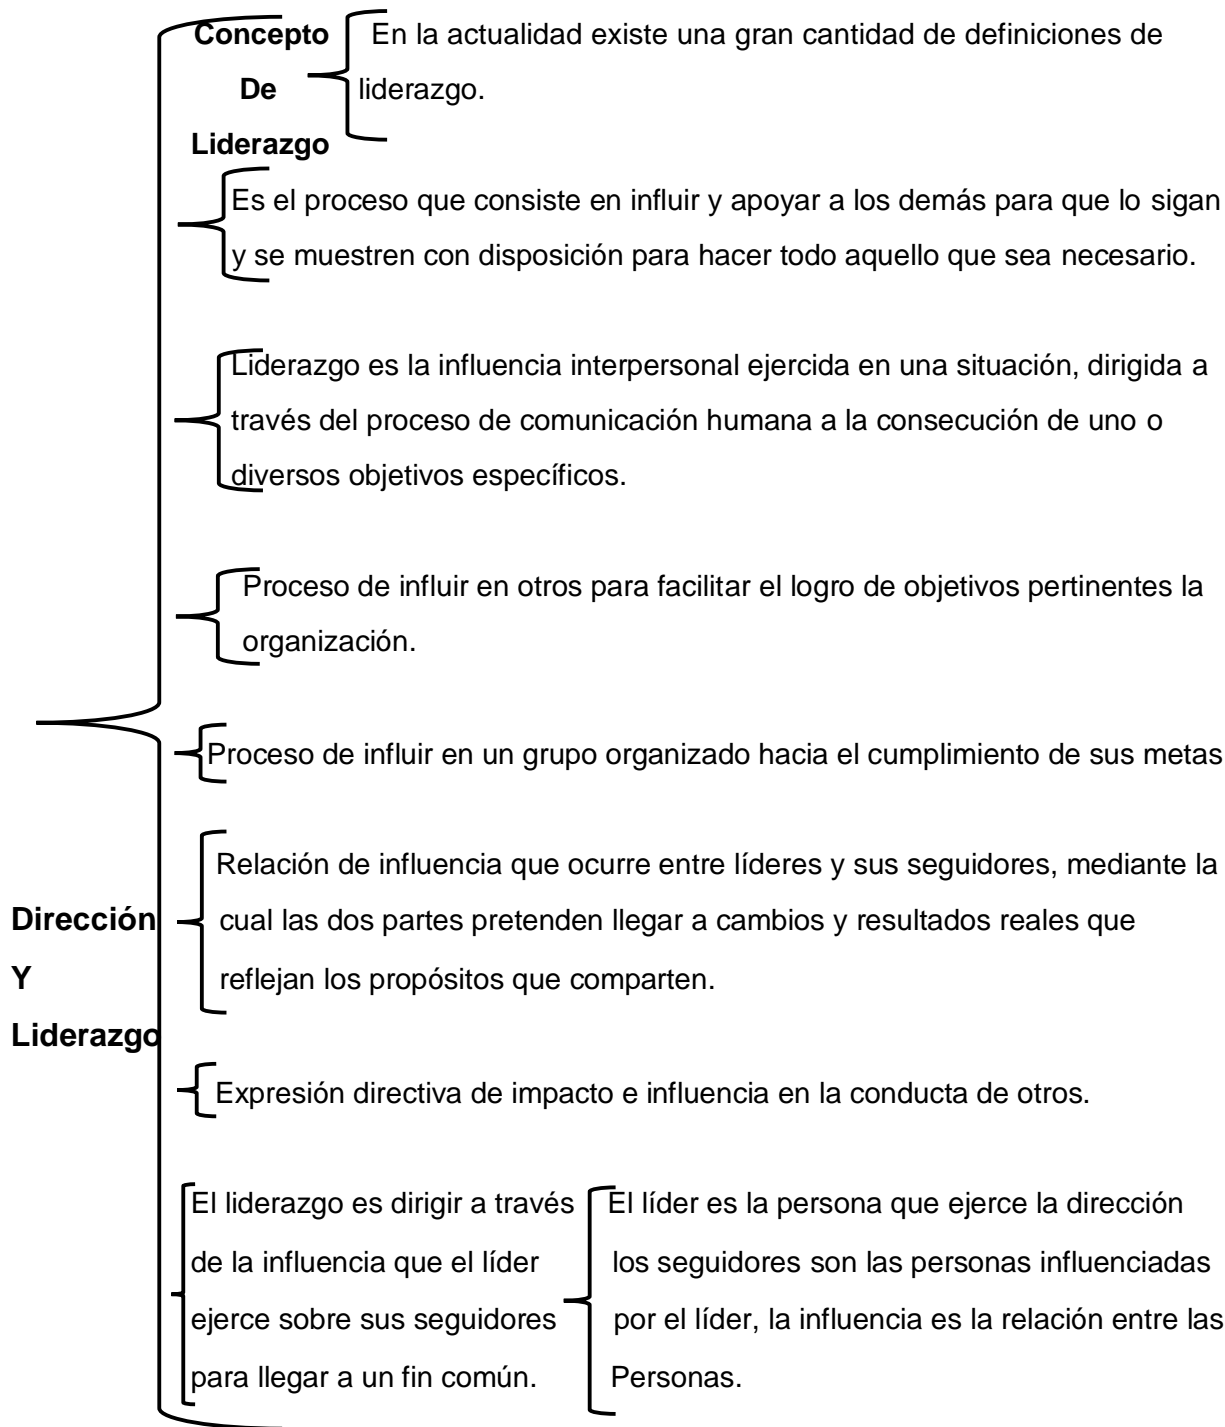 Concepto
De
Liderazgo
En la actualidad existe una gran cantidad de definiciones de
liderazgo.
Es el proceso que consiste en influir y apoyar a los demás para que lo sigan
y se muestren con disposición para hacer todo aquello que sea necesario.
Liderazgo es la influencia interpersonal ejercida en una situación, dirigida a
través del proceso de comunicación humana a la consecución de uno o
diversos objetivos específicos.
Proceso de influir en otros para facilitar el logro de objetivos pertinentes la
organización.
Proceso de influir en un grupo organizado hacia el cumplimiento de sus metas
Dirección
Y
Liderazgo
Relación de influencia que ocurre entre líderes y sus seguidores, mediante la
cual las dos partes pretenden llegar a cambios y resultados reales que
reflejan los propósitos que comparten.
Expresión directiva de impacto e influencia en la conducta de otros.
El liderazgo es dirigir a través
de la influencia que el líder
ejerce sobre sus seguidores
para llegar a un fin común.
El líder es la persona que ejerce la dirección
los seguidores son las personas influenciadas
por el líder, la influencia es la relación entre las
Personas.